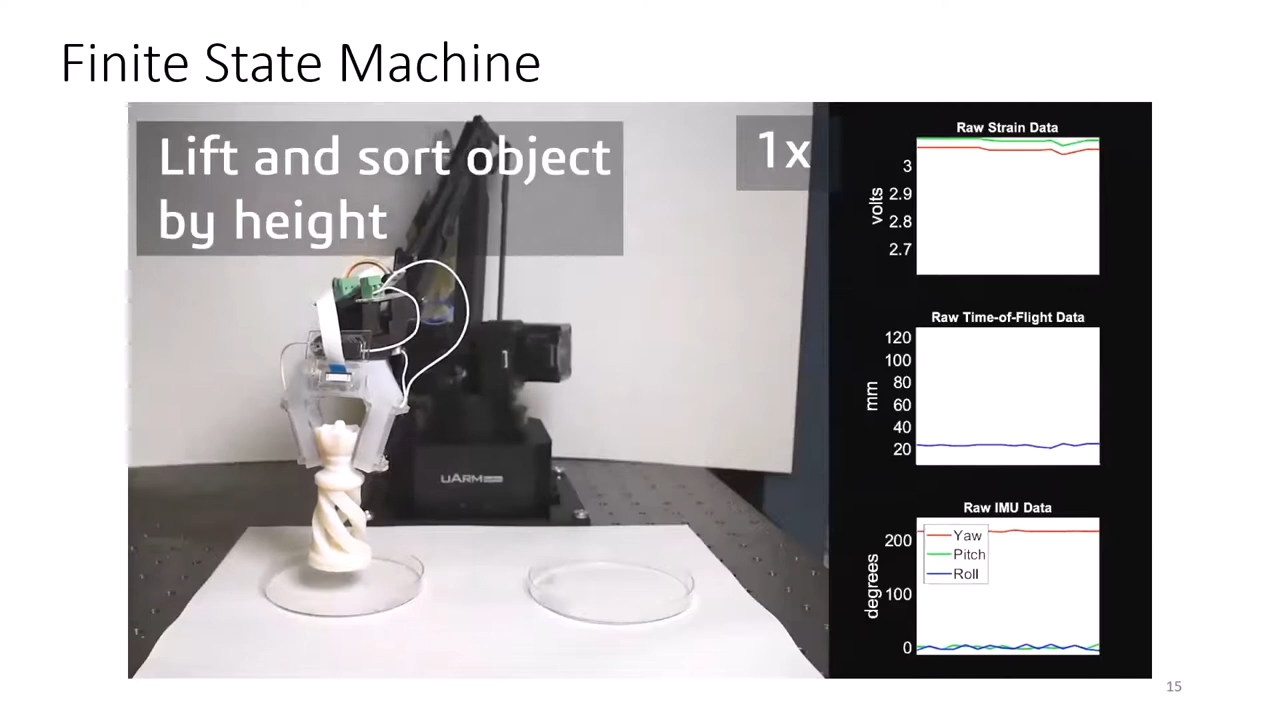 Finite State Machine
Lift and sort object
by height
1x
Raw Strain Data
3
2.9
2.8
2.7
volts
Raw Time-of-Flight Data
120
100
80
60
40
20
mm
Raw IMU Data
200
100
0
degrees
Yaw
Pitch
Roll
UARM
15